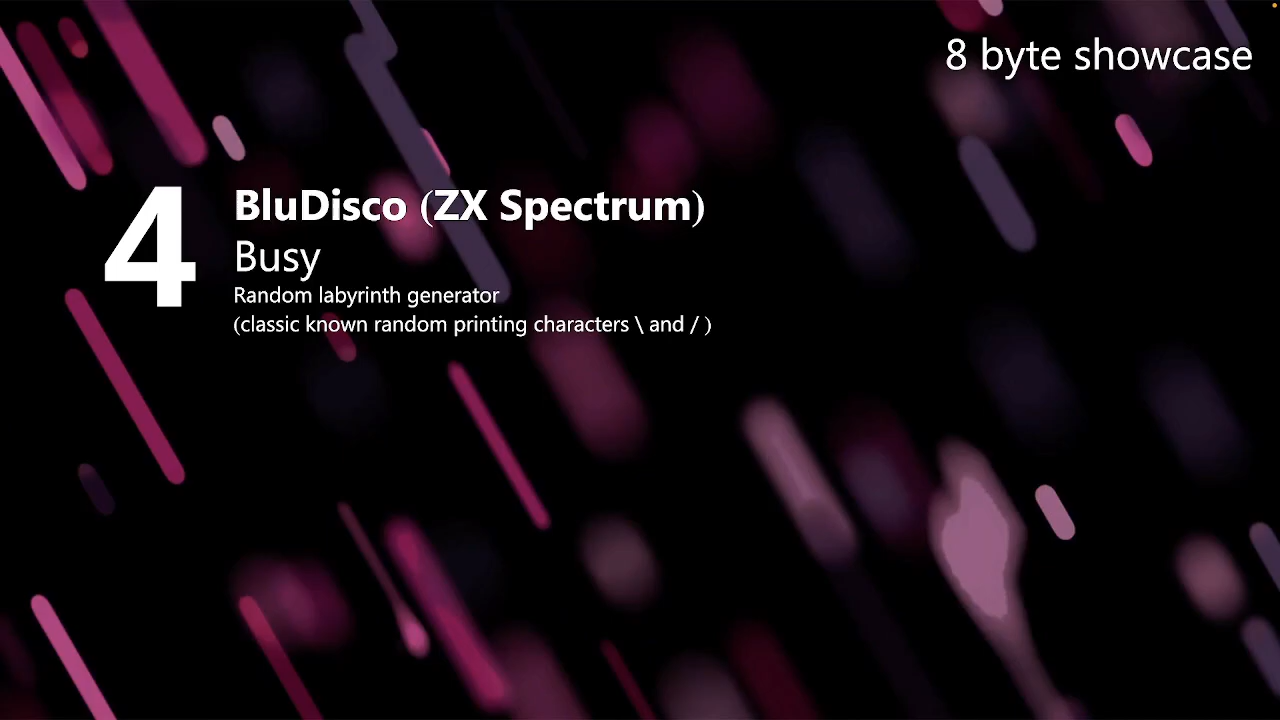 8 byte showcase
4
BluDisco (ZX Spectrum)
Busy
Random labyrinth generator
(classic known random printing characters \ and / )